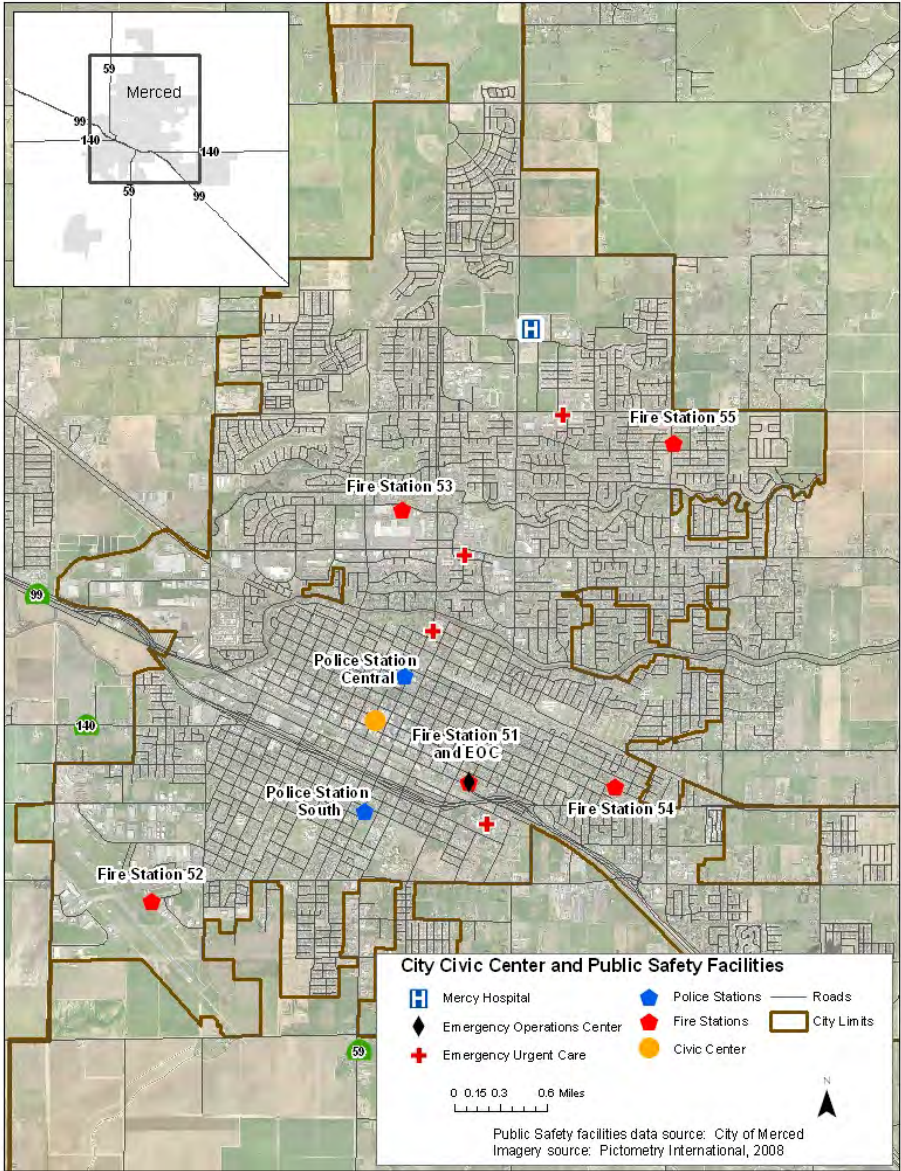 59
Merced
99
140
140
59
99
Fire Station 55
Fire Station 53
99
Police Station
Central
140
Fire Station 51
and EOC
Police Station
South
Fire Station 54
Fire Station 52
59
City Civic Center and Public Safety Facilities
H Mercy Hospital
Emergency Operations Center
Emergency Urgent Care
Police Stations
Fire Stations
Civic Center
Roads
City Limits
0 0.15 0.3 0.6 Miles
N
Public Safety facilities data source: City of Merced
Imagery source: Pictometry International, 2008
H